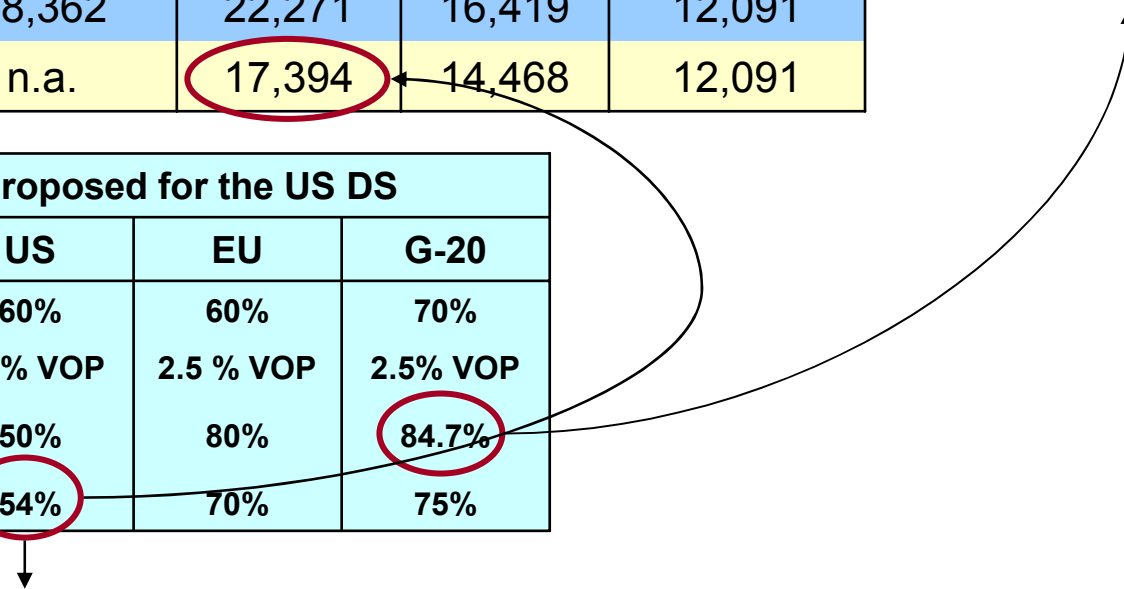 8,362 22,271 16,419 12,091
n.a. 17,394 14,468 12,091
roposed for the US DS
US EU G-20
60% 60% 70%
% VOP 2.5 % VOP 2.5% VOP
50% 80% 84.7%
54% 70% 75%